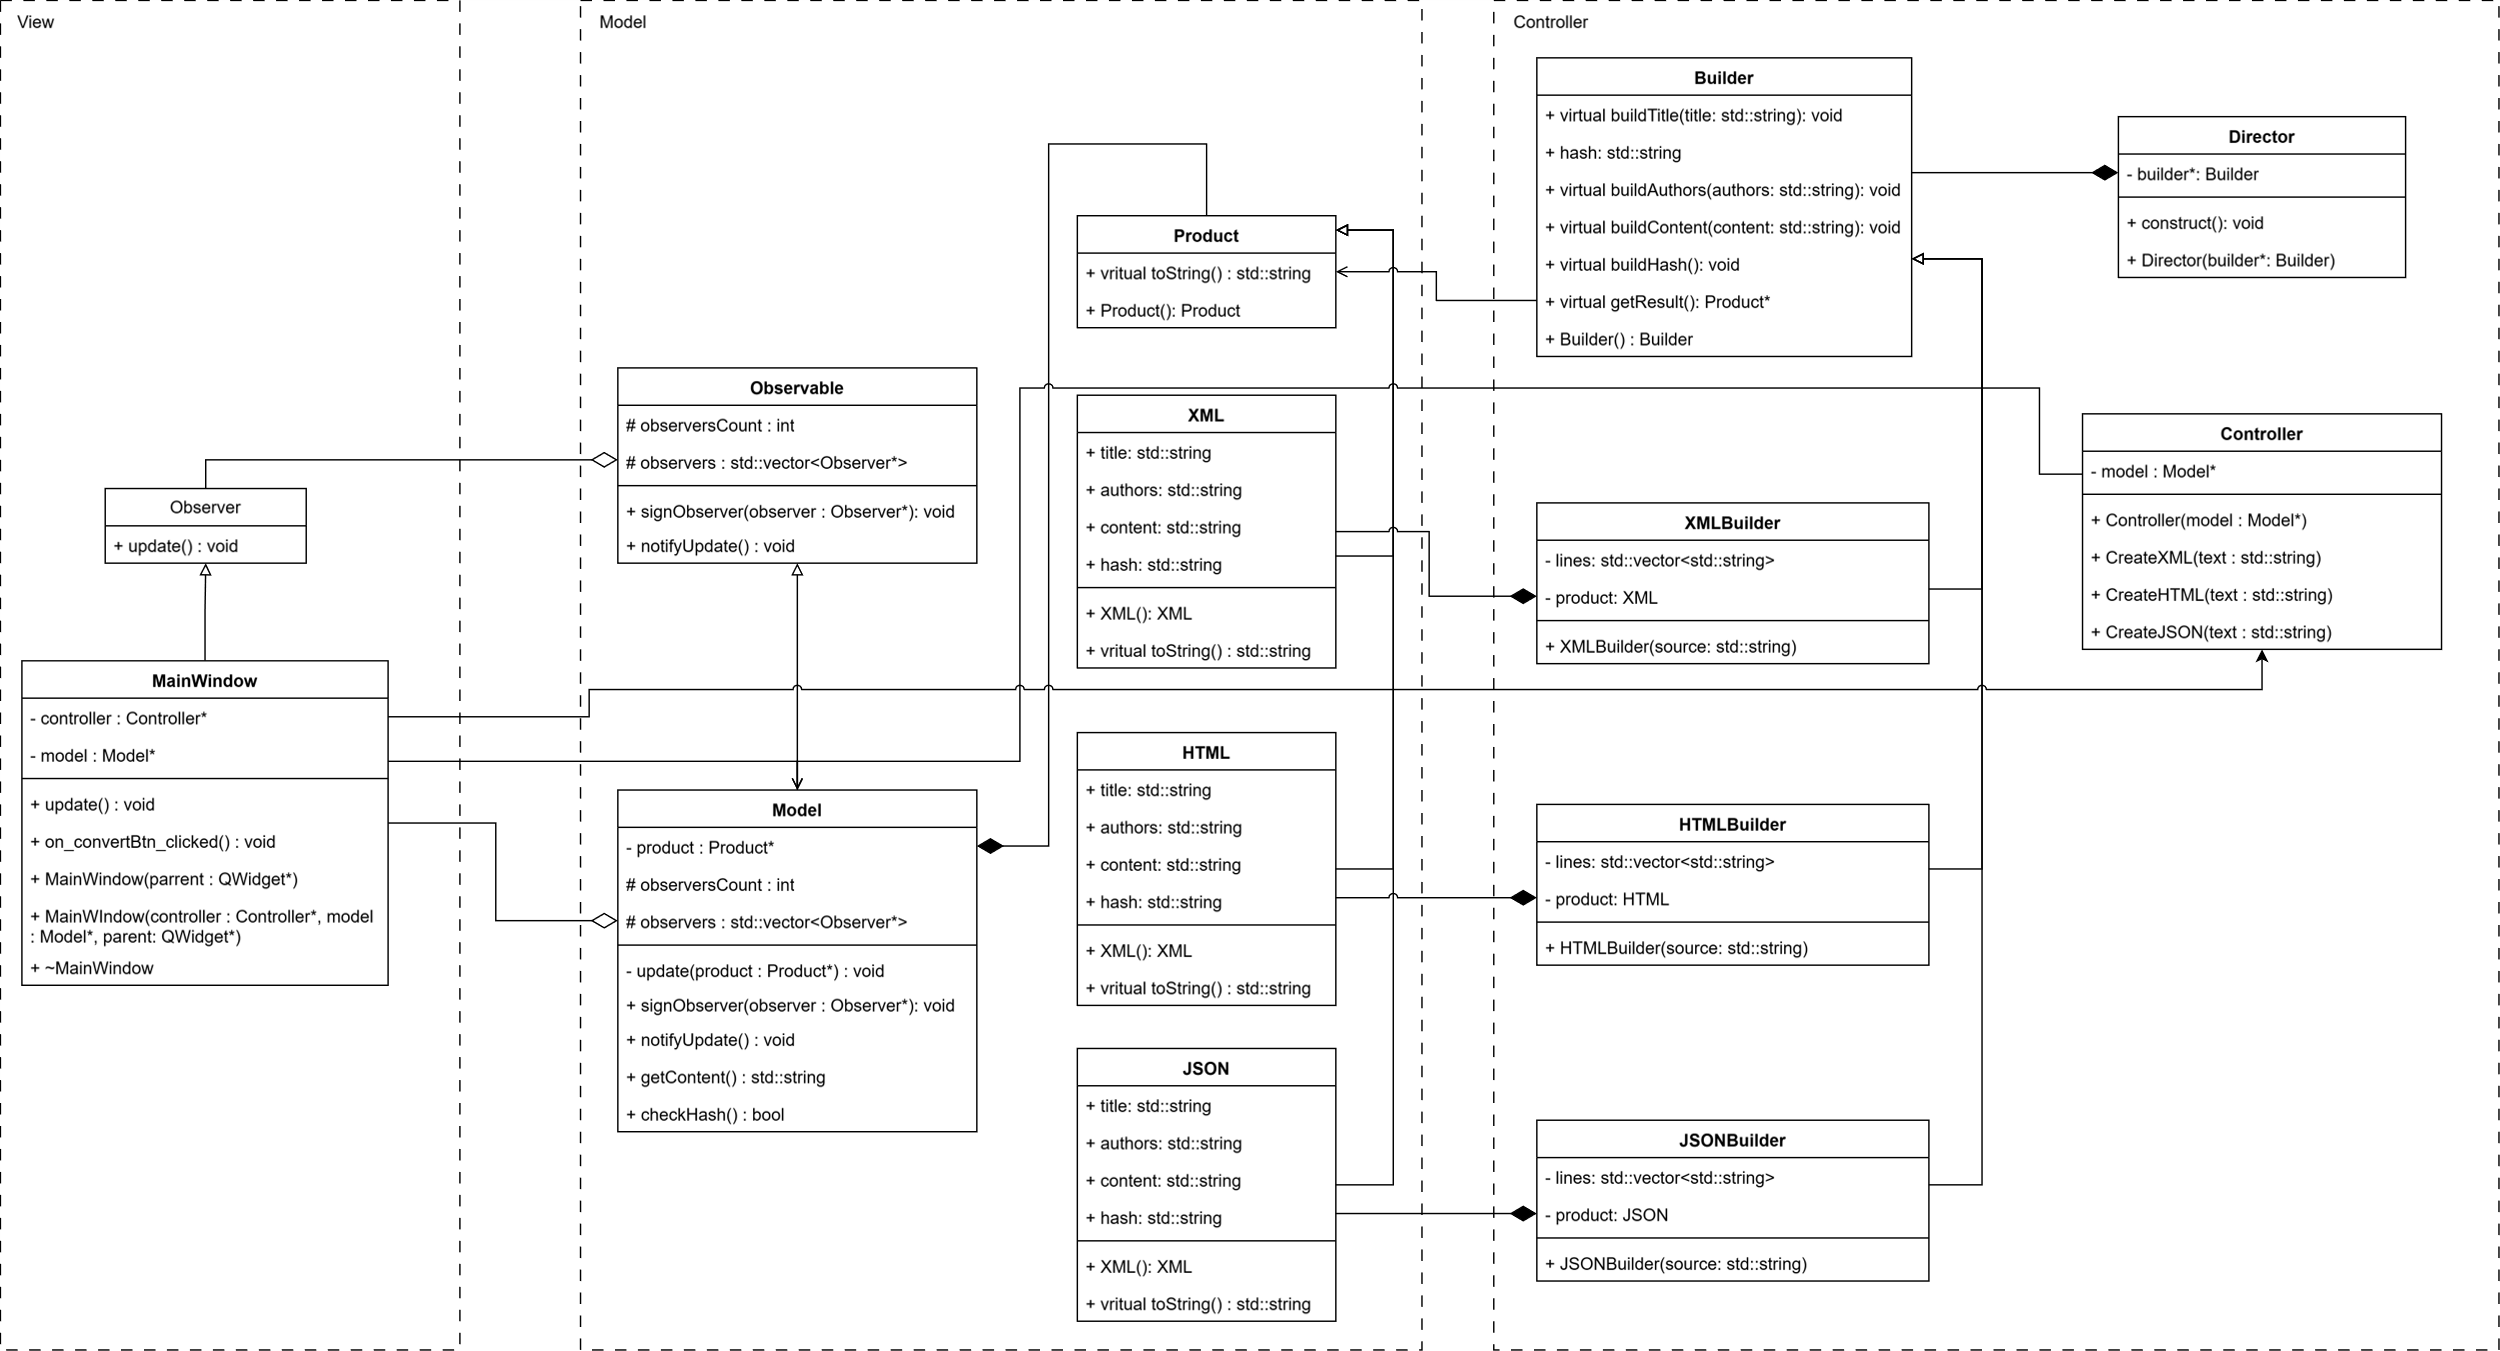 View
Observer
+ update() : void
MainWindow
- controller : Controller*
- model : Model*
+ update() : void
+ on_convertBtn_clicked() : void
+ MainWindow(parrent : QWidget*)
+ MainWIndow(controller : Controller*, model
: Model*, parent: QWidget*)
+ ~MainWindow
Model
Observable
# observersCount : int
# observers : std::vector<Observer*>
+ signObserver(observer : Observer*): void
+ notifyUpdate() : void
Model
- product : Product*
# observersCount : int
# observers : std::vector<Observer*>
- update(product : Product*) : void
+ signObserver(observer : Observer*): void
+ notifyUpdate() : void
+ getContent() : std::string
+ checkHash() : bool
Product
+ vritual toString() : std::string
+ Product(): Product
XML
+ title: std::string
+ authors: std::string
+ content: std::string
+ hash: std::string
+ XML(): XML
+ vritual toString() : std::string
HTML
+ title: std::string
+ authors: std::string
+ content: std::string
+ hash: std::string
+ XML(): XML
+ vritual toString() : std::string
JSON
+ title: std::string
+ authors: std::string
+ content: std::string
+ hash: std::string
+ XML(): XML
+ vritual toString() : std::string
Controller
Builder
+ virtual buildTitle(title: std::string): void
+ hash: std::string
+ virtual buildAuthors(authors: std::string): void
+ virtual buildContent(content: std::string): void
+ virtual buildHash(): void
+ virtual getResult(): Product*
+ Builder() : Builder
XMLBuilder
- lines: std::vector<std::string>
- product: XML
+ XMLBuilder(source: std::string)
HTMLBuilder
- lines: std::vector<std::string>
- product: HTML
+ HTMLBuilder(source: std::string)
JSONBuilder
- lines: std::vector<std::string>
- product: JSON
+ JSONBuilder(source: std::string)
Director
- builder*: Builder
+ construct(): void
+ Director(builder*: Builder)
Controller
- model : Model*
+ Controller(model : Model*)
+ CreateXML(text : std::string)
+ CreateHTML(text : std::string)
+ CreateJSON(text : std::string)